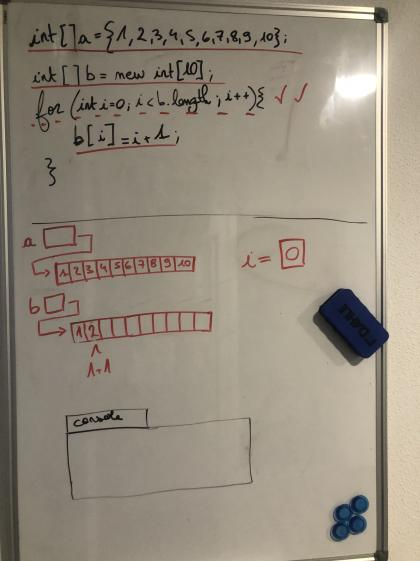 int[] a = {1, 2, 3, 4, 5, 6, 7, 8, 9, 10};
int[] b = new int[10];
for (int i=0; i<b.length; i++){
b[i] = i+1;
}
a
1 2 3 4 5 6 7 8 9 10
i = 0
b
1 2
1
1+1
console